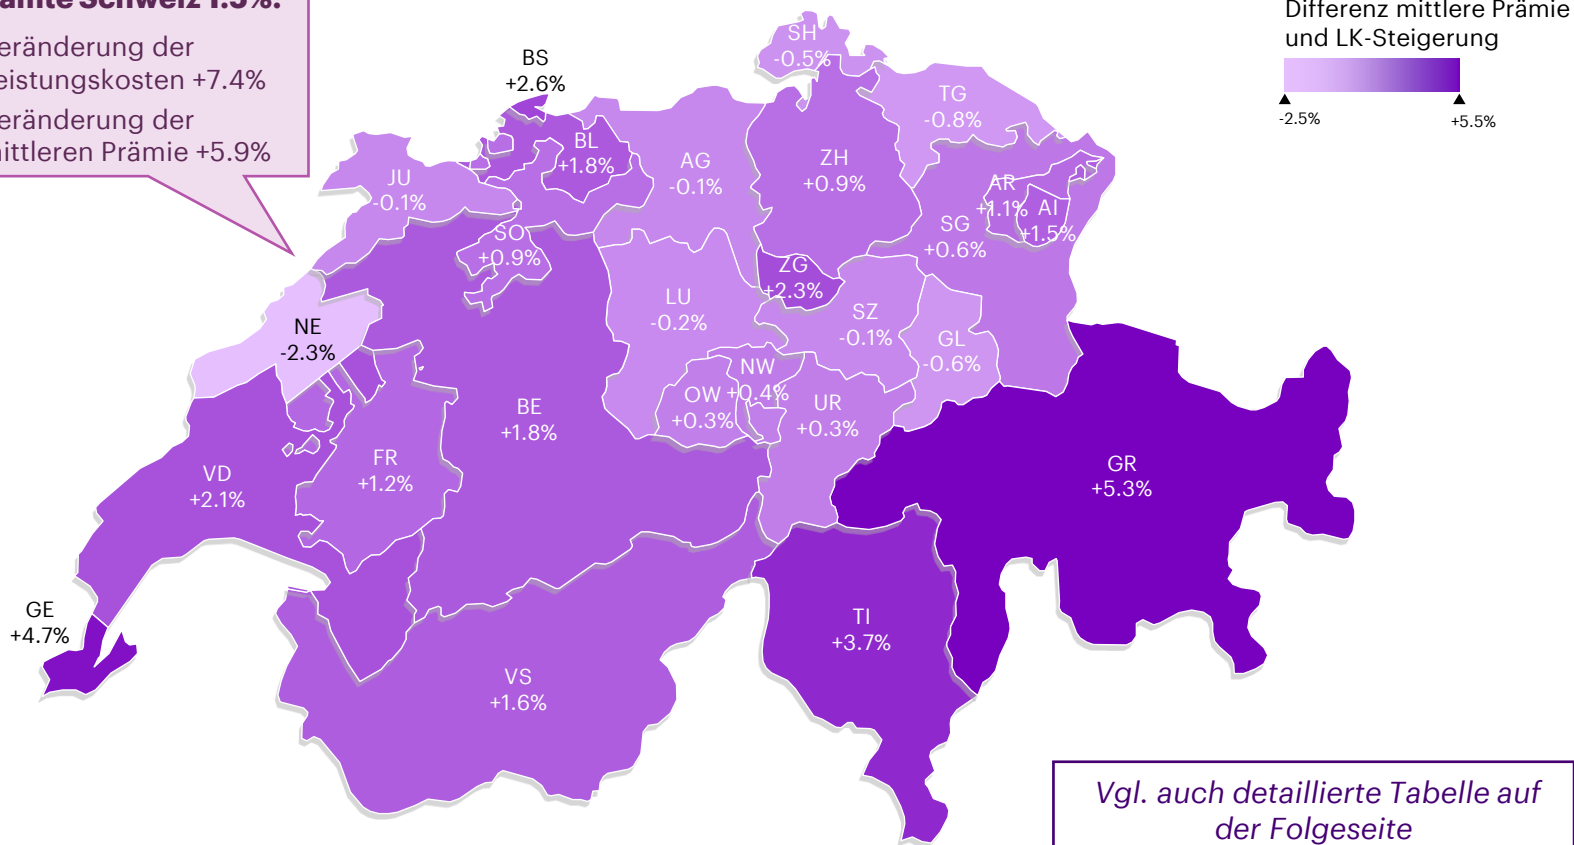 Schweiz 1.5%:
der
+7.4%
der
Prämie +5.9%
Differenz mittlere Prämie
und LK-Steigerung
-2.5%
+5.5%
SH
-0.5%
BS
+2.6%
TG
-0.8%
BL
+1.8%
AG
-0.1%
ZH
+0.9%
JU
-0.1%
AR
+1.1%
AI
+1.5%
SG
+0.6%
SO
+0.9%
ZG
+2.3%
LU
-0.2%
SZ
-0.1%
NE
-2.3%
GL
-0.6%
NW
+0.4%
OW
+0.3%
UR
+0.3%
BE
+1.8%
FR
+1.2%
VD
+2.1%
GR
+5.3%
GE
+4.7%
TI
+3.7%
VS
+1.6%
Vgl. auch detaillierte Tabelle auf
der Folgeseite